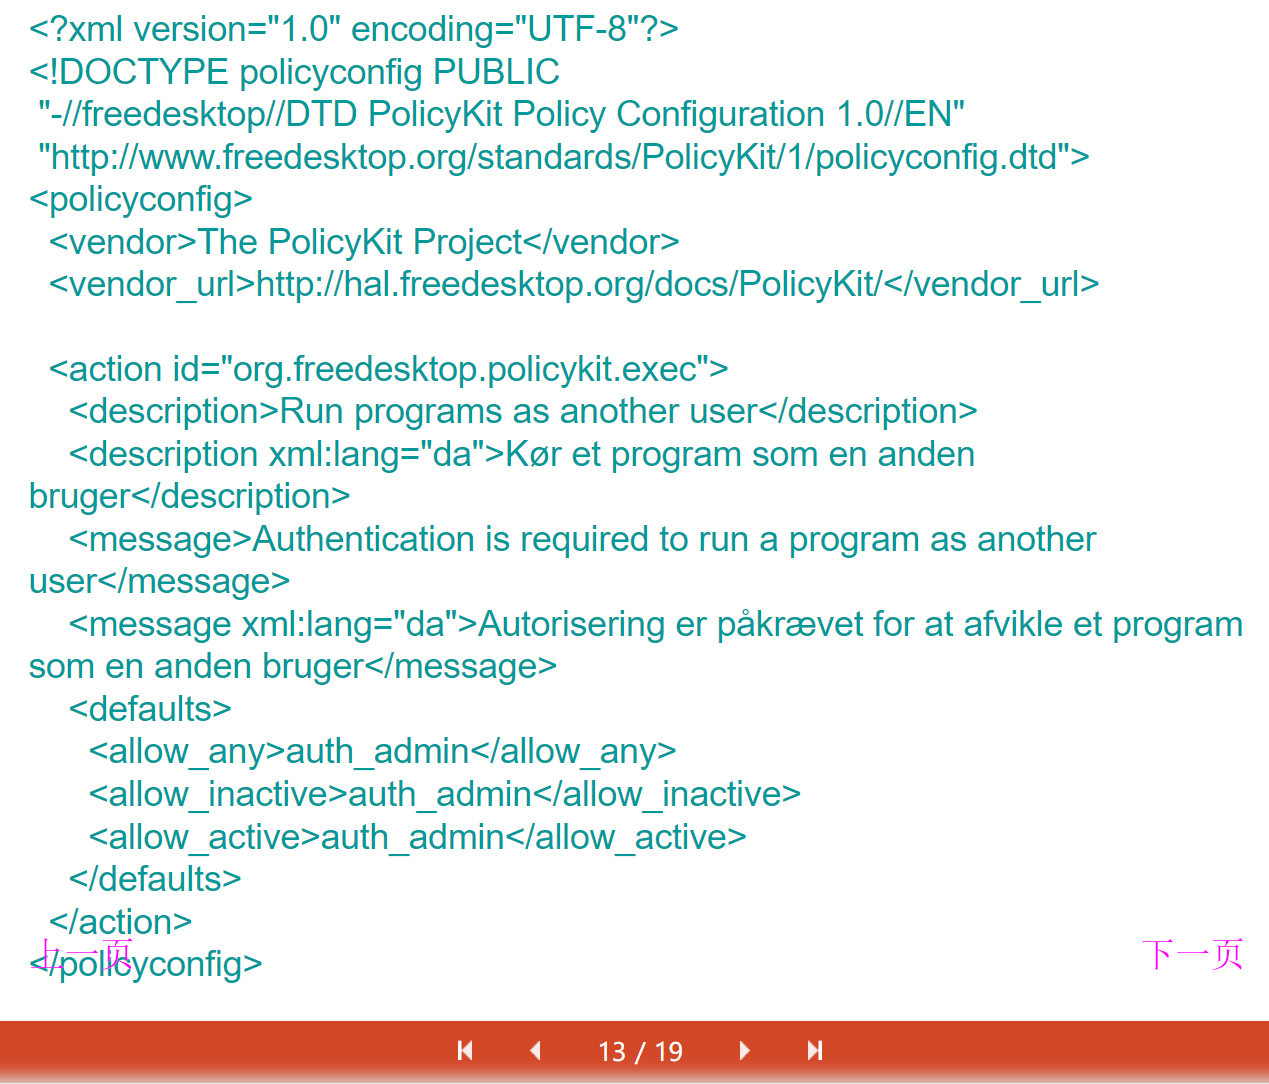 <?xml version="1.0" encoding="UTF-8"?>
<!DOCTYPE policyconfig PUBLIC
"-//freedesktop//DTD PolicyKit Policy Configuration 1.0//EN"
"http://www.freedesktop.org/standards/PolicyKit/1/policyconfig.dtd">
<policyconfig>
<vendor>The PolicyKit Project</vendor>
<vendor_url>http://hal.freedesktop.org/docs/PolicyKit/</vendor_url>
<action id="org.freedesktop.policykit.exec">
<description>Run programs as another user</description>
<description xml:lang="da">Kør et program som en anden
bruger</description>
<message>Authentication is required to run a program as another
user</message>
<message xml:lang="da">Autorisering er påkrævet for at afvikle et program
som en anden bruger</message>
<defaults>
<allow_any>auth_admin</allow_any>
<allow_inactive>auth_admin</allow_inactive>
<allow_active>auth_admin</allow_active>
</defaults>
</action>
</policyconfig>
上一页
下一页
13 / 19